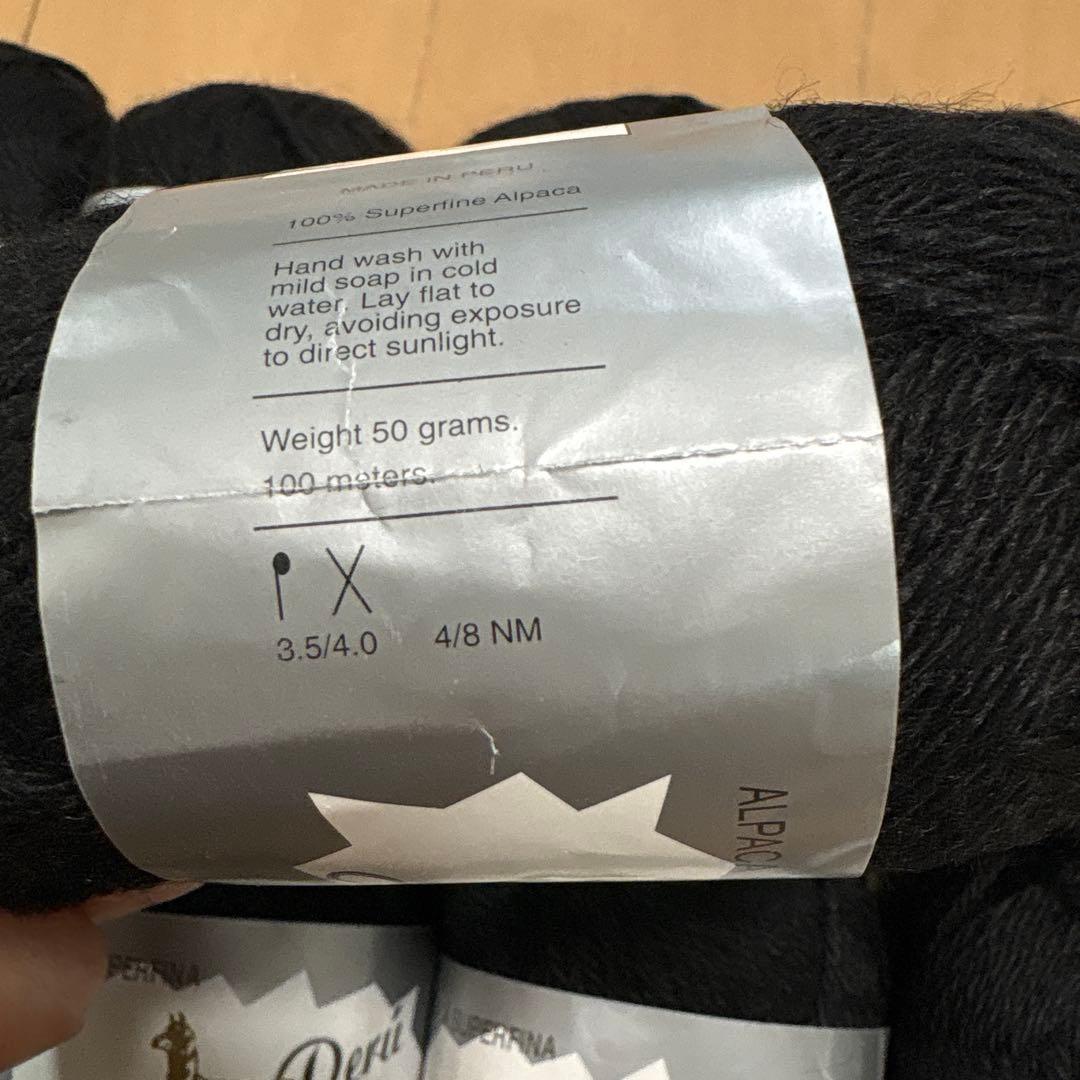 MADE IN PERU
100% Superfine Alpaca
Hand wash with
mild soap in cold
water, Lay flat to
dry, avoiding exposure
to direct sunlight.
Weight 50 grams.
100 meters.
3.5/4.0 4/8 NM
ALPACA
PERFINA
Perú
SUPERFINA